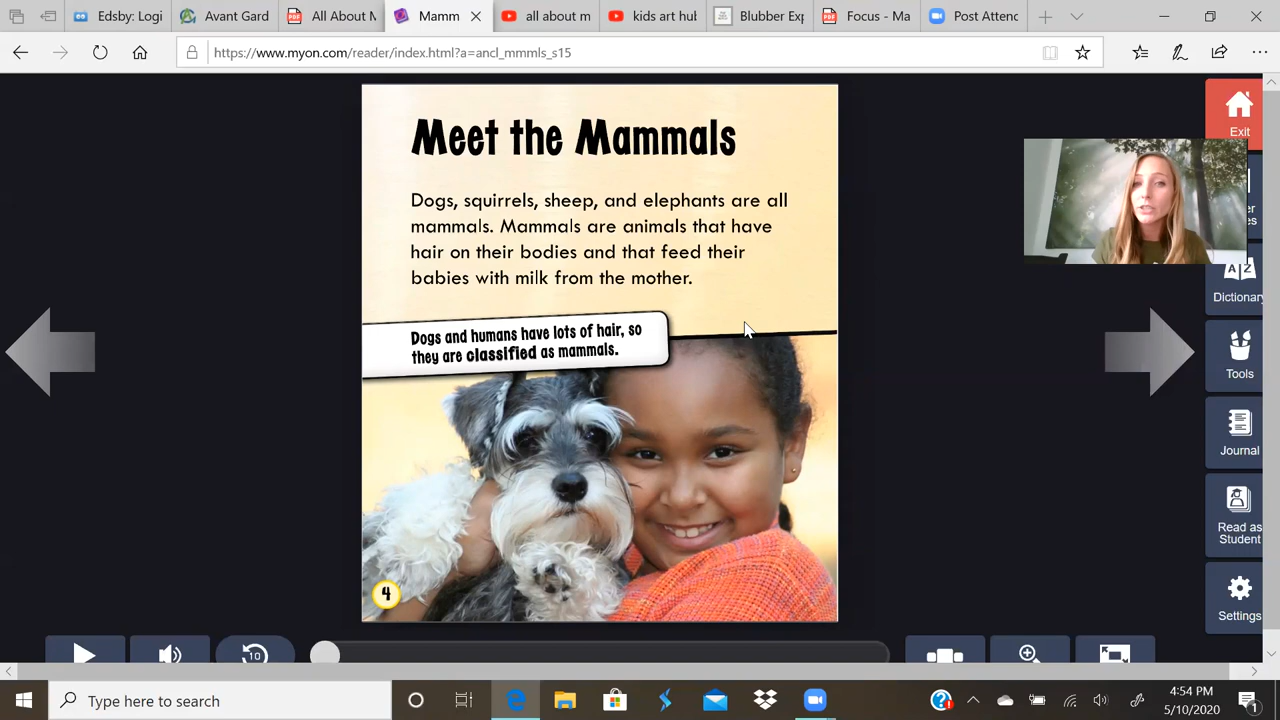 Edsby: Logi
Avant Gard
All About M
Mamm
all about m
kids art hub
Blubber Exp
Focus - Ma
Post Attend
https://www.myon.com/reader/index.html?a=ancl_mmmls_s15
Exit
Meet the Mammals
Dogs, squirrels, sheep, and elephants are all
mammals. Mammals are animals that have
hair on their bodies and that feed their
babies with milk from the mother.
Dogs and humans have lots of hair, so
they are classified as mammals.
4
A Z
Dictionary
Tools
Journal
Read as
Student
Settings
10
Type here to search
4:54 PM
5/10/2020
1